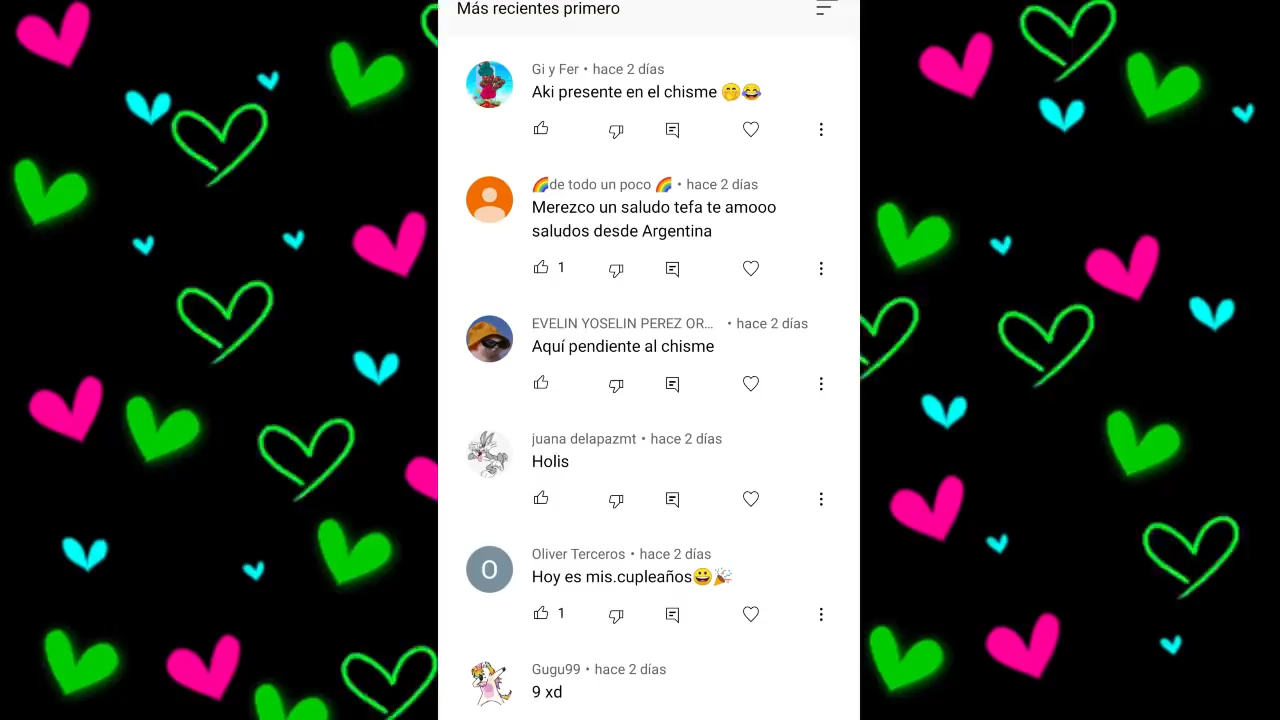 Más recientes primero
Gi y Fer • hace 2 días
Aki presente en el chisme 🤭😂
🌈de todo un poco 🌈 • hace 2 días
Merezco un saludo tefa te amooo
saludos desde Argentina
1
EVELIN YOSELIN PEREZ OR... • hace 2 días
Aquí pendiente al chisme
juana delapazmt • hace 2 días
Holis
O
Oliver Terceros • hace 2 días
Hoy es mis.cupleaños😀🎉
1
Gugu99 • hace 2 días
9 xd